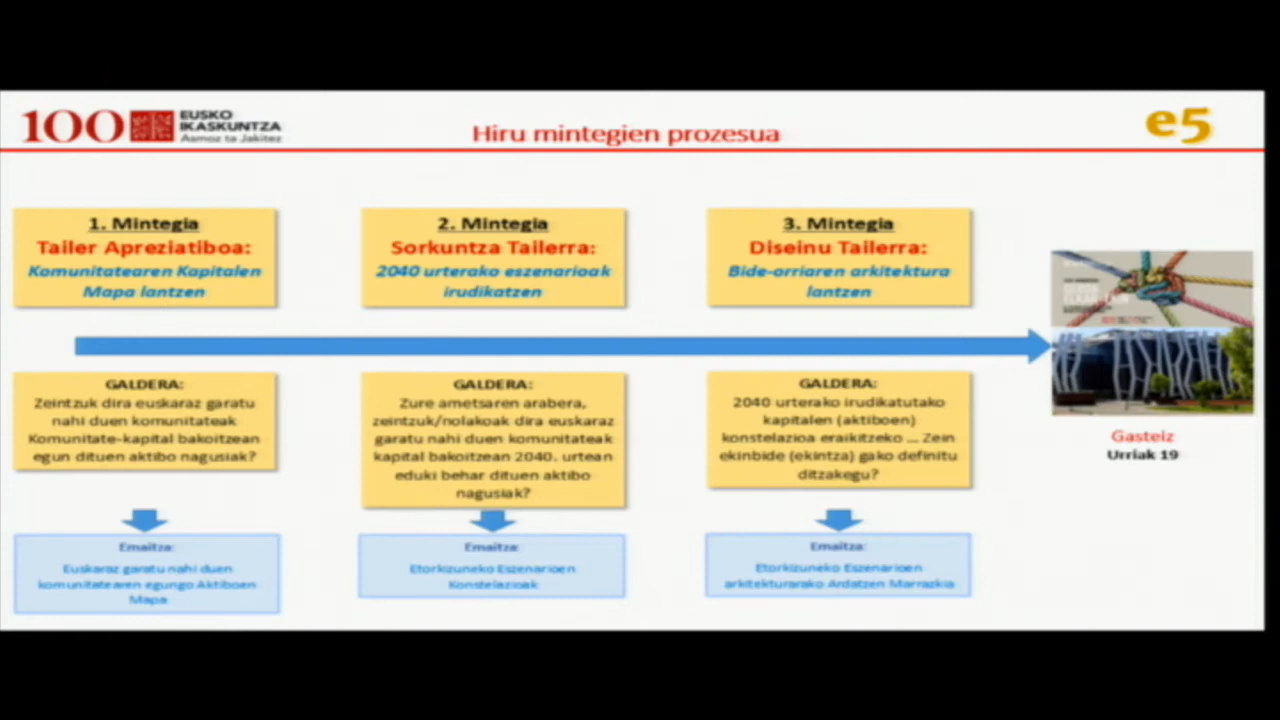 100 EUSKO
IKASKUNTZA
Asmoz ta Jakitez
Hiru mintegien prozesua
e5
1. Mintegia
Tailer Apreziatiboa:
Komunitatearen Kapitalen
Mapa lantzen
2. Mintegia
Sorkuntza Tailerra:
2040 urterako eszenarioak
irudikatzen
3. Mintegia
Diseinu Tailerra:
Bide-orriaren arkitektura
lantzen
GALDERA:
Zeintzuk dira euskaraz garatu
nahi duen komunitateak
Komunitate-kapital bakoitzean
egun dituen aktibo nagusiak?
GALDERA:
Zure ametsaren arabera,
zeintzuk/nolakoak dira euskaraz
garatu nahi duen komunitateak
kapital bakoitzean 2040. urtean
eduki behar dituen aktibo
nagusiak?
GALDERA:
2040 urterako irudikatutako
kapitalen (aktiboen)
konstelazioa eraikitzeko ... Zein
ekinbide (ekintza) gako definitu
ditzakegu?
Gasteiz
Urriak 19
Emaitza:
Euskaraz garatu nahi duen
komunitatearen egungo Aktiboen
Mapa
Emaitza:
Etorkizuneko Eszenarioen
Konstelazioak
Emaitza:
Etorkizuneko Eszenarioen
arkitekturarako Ardatzen Marrazkia